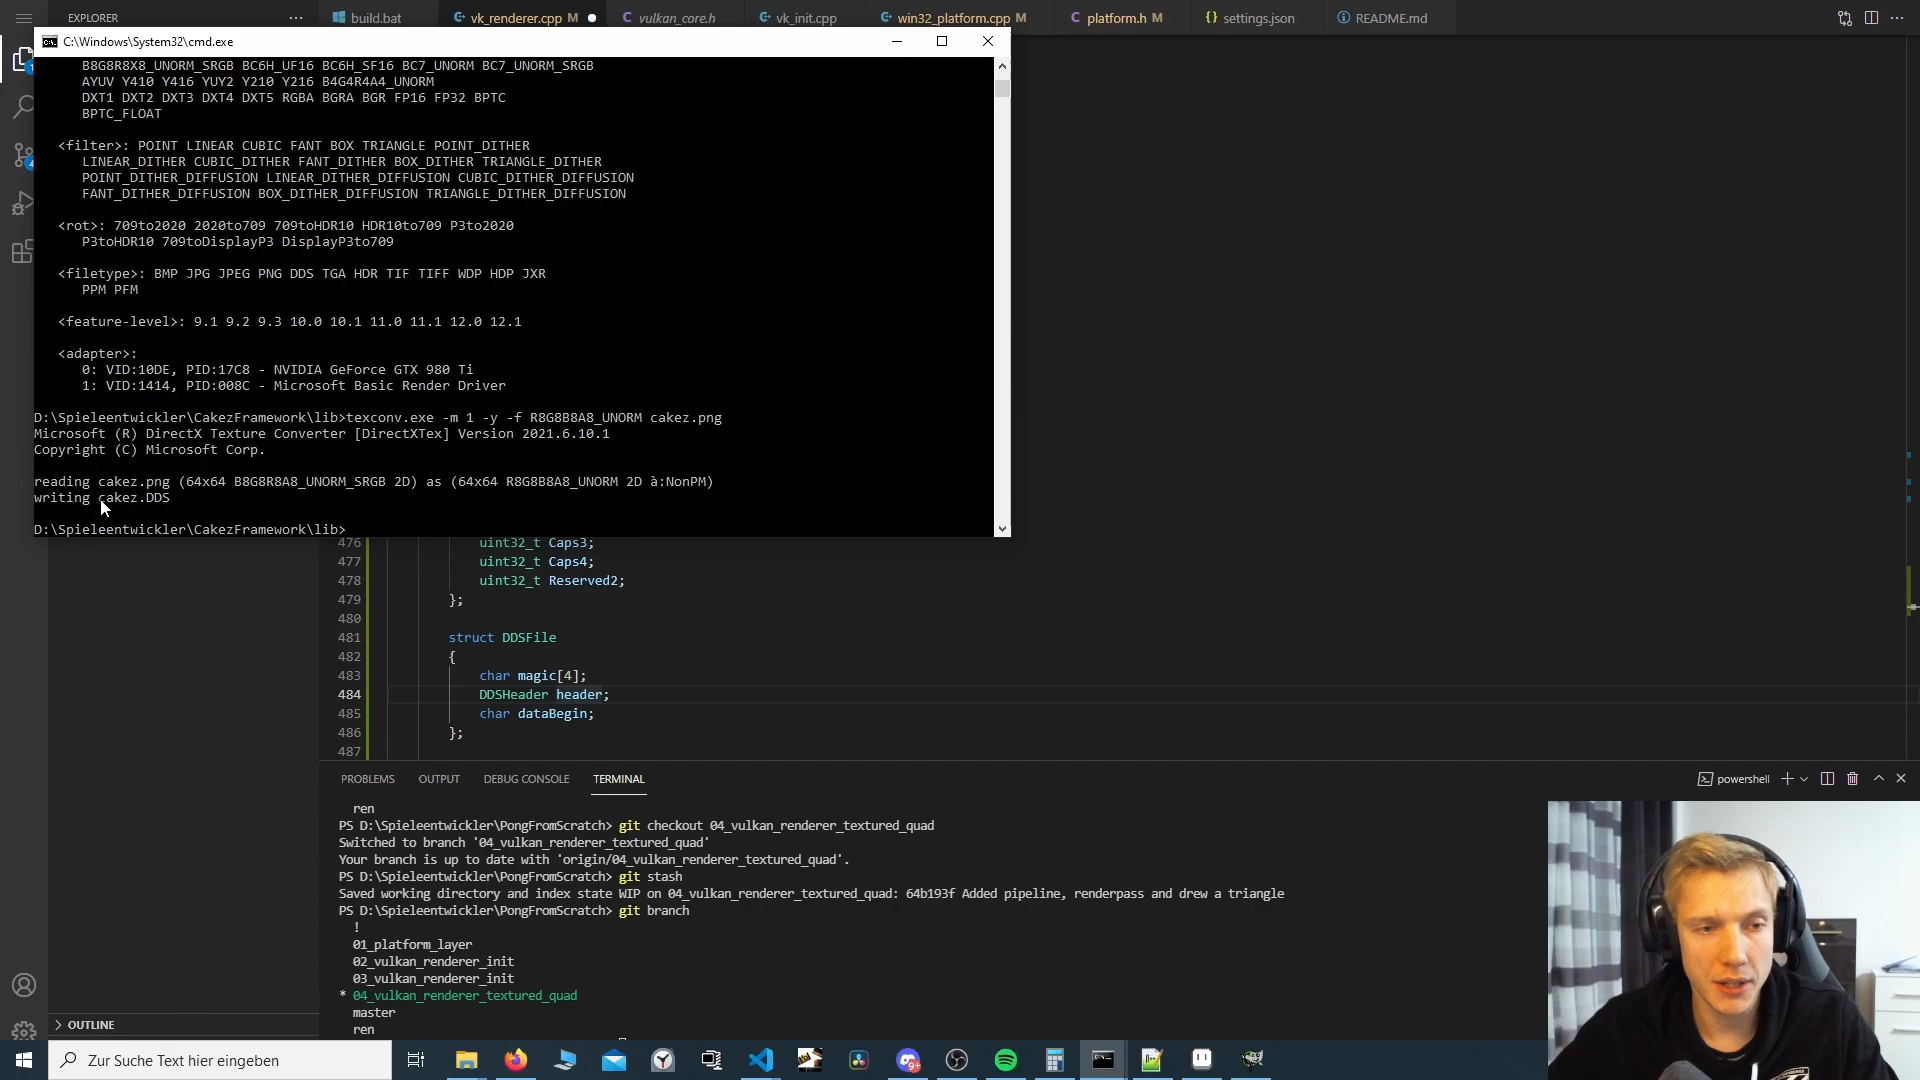 EXPLORER
build.bat
vk_renderer.cpp M
vulkan_core.h
vk_init.cpp
win32_platform.cpp M
platform.h M
settings.json
README.md
C:\Windows\System32\cmd.exe
B8G8R8X8_UNORM_SRGB BC6H_UF16 BC6H_SF16 BC7_UNORM BC7_UNORM_SRGB
AYUV Y410 Y416 YUY2 Y210 Y216 B4G4R4A4_UNORM
DXT1 DXT2 DXT3 DXT4 DXT5 RGBA BGRA BGR FP16 FP32 BPTC
BPTC_FLOAT
<filter>: POINT LINEAR CUBIC FANT BOX TRIANGLE POINT_DITHER
LINEAR_DITHER CUBIC_DITHER FANT_DITHER BOX_DITHER TRIANGLE_DITHER
POINT_DITHER_DIFFUSION LINEAR_DITHER_DIFFUSION CUBIC_DITHER_DIFFUSION
FANT_DITHER_DIFFUSION BOX_DITHER_DIFFUSION TRIANGLE_DITHER_DIFFUSION
<rot>: 709to2020 2020to709 709toHDR10 HDR10to709 P3to2020
P3toHDR10 709toDisplayP3 DisplayP3to709
<filetype>: BMP JPG JPEG PNG DDS TGA HDR TIF TIFF WDP HDP JXR
PPM PFM
<feature-level>: 9.1 9.2 9.3 10.0 10.1 11.0 11.1 12.0 12.1
<adapter>:
0: VID:10DE, PID:17C8 - NVIDIA GeForce GTX 980 Ti
1: VID:1414, PID:008C - Microsoft Basic Render Driver
D:\Spieleentwickler\CakezFramework\lib>texconv.exe -m 1 -y -f R8G8B8A8_UNORM cakez.png
Microsoft (R) DirectX Texture Converter [DirectXTex] Version 2021.6.10.1
Copyright (C) Microsoft Corp.
reading cakez.png (64x64 B8G8R8A8_UNORM_SRGB 2D) as (64x64 R8G8B8A8_UNORM 2D à:NonPM)
writing cakez.DDS
D:\Spieleentwickler\CakezFramework\lib>
476 uint32_t Caps3;
477 uint32_t Caps4;
478 uint32_t Reserved2;
479 };
480
481 struct DDSFile
482 {
483 char magic[4];
484 DDSHeader header;
485 char dataBegin;
486 };
487
PROBLEMS OUTPUT DEBUG CONSOLE TERMINAL
powershell
ren
PS D:\Spieleentwickler\PongFromScratch> git checkout 04_vulkan_renderer_textured_quad
Switched to branch '04_vulkan_renderer_textured_quad'
Your branch is up to date with 'origin/04_vulkan_renderer_textured_quad'.
PS D:\Spieleentwickler\PongFromScratch> git stash
Saved working directory and index state WIP on 04_vulkan_renderer_textured_quad: 64b193f Added pipeline, renderpass and drew a triangle
PS D:\Spieleentwickler\PongFromScratch> git branch
!
01_platform_layer
02_vulkan_renderer_init
03_vulkan_renderer_init
* 04_vulkan_renderer_textured_quad
master
ren
OUTLINE
Zur Suche Text hier eingeben